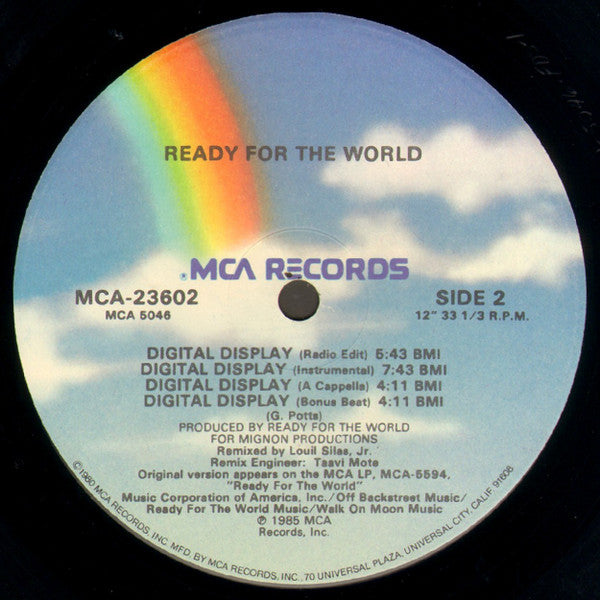 READY FOR THE WORLD
MCA RECORDS
MCA-23602
MCA 5046
SIDE 2
12" 33 1/3 R.P.M.
DIGITAL DISPLAY (Radio Edit) 5:43 BMI
DIGITAL DISPLAY (Instrumental) 7:43 BMI
DIGITAL DISPLAY (A Cappella) 4:11 BMI
DIGITAL DISPLAY (Bonus Beat) 4:11 BMI
(G. Potts)
PRODUCED BY READY FOR THE WORLD
FOR MIGNON PRODUCTIONS
Remixed by Louil Silas, Jr.
Remix Engineer: Taavi Mote
Original version appears on the MCA LP, MCA-5594,
"Ready For The World"
Music Corporation of America, Inc./Off Backstreet Music/
Ready For The World Music/Walk On Moon Music
℗ 1985 MCA
Records, Inc.
©1980 MCA RECORDS, INC. MFD. BY MCA RECORDS, INC., 70 UNIVERSAL PLAZA, UNIVERSAL CITY, CALIF. 91608